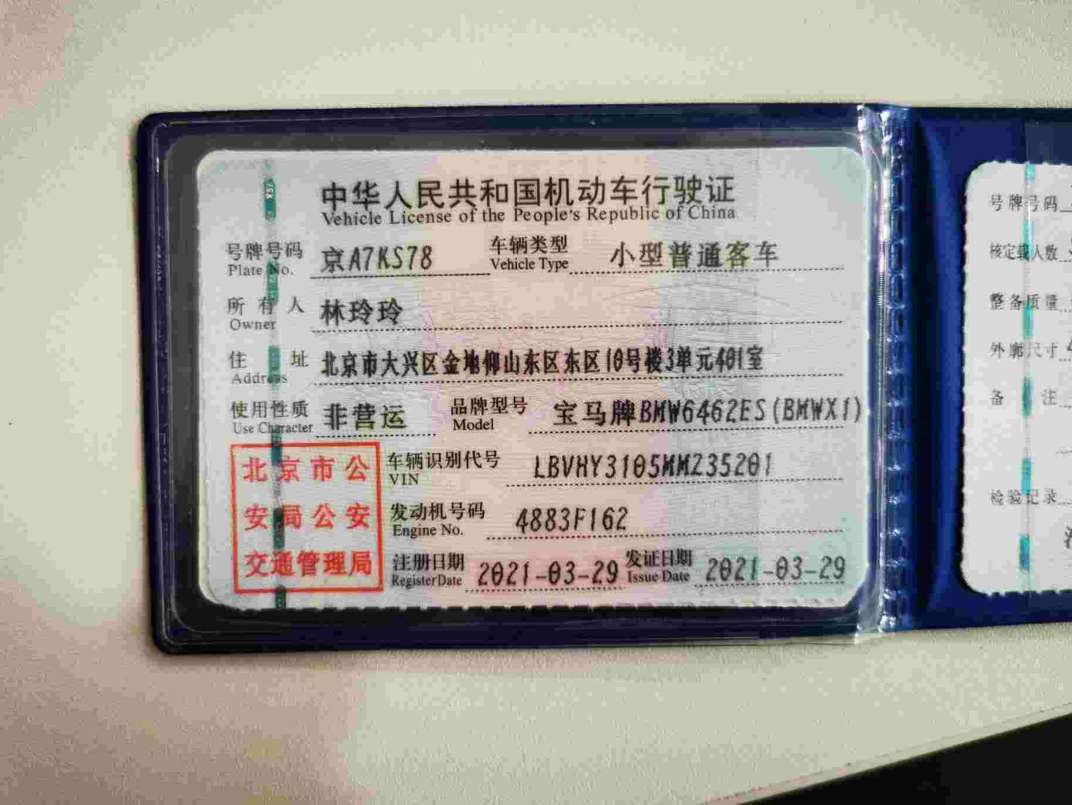 中华人民共和国机动车行驶证
Vehicle License of the People's Republic of China
号牌号码 京A7KS78 车辆类型 小型普通客车
Plate No. Vehicle Type
所有人 林玲玲
Owner
住址 北京市大兴区金地仰山东区东区10号楼3单元401室
Address
使用性质 非营运 品牌型号 宝马牌BMW6462ES(BMWX1)
Use Character Model
北京市公
安局公安
交通管理局
车辆识别代号 LBVHY3105MMZ35201
VIN
发动机号码 4883F162
Engine No.
注册日期 2021-03-29 发证日期 2021-03-29
Register Date Issue Date
号牌号码
核定载人数
整备质量
外廓尺寸
备注
检验记录